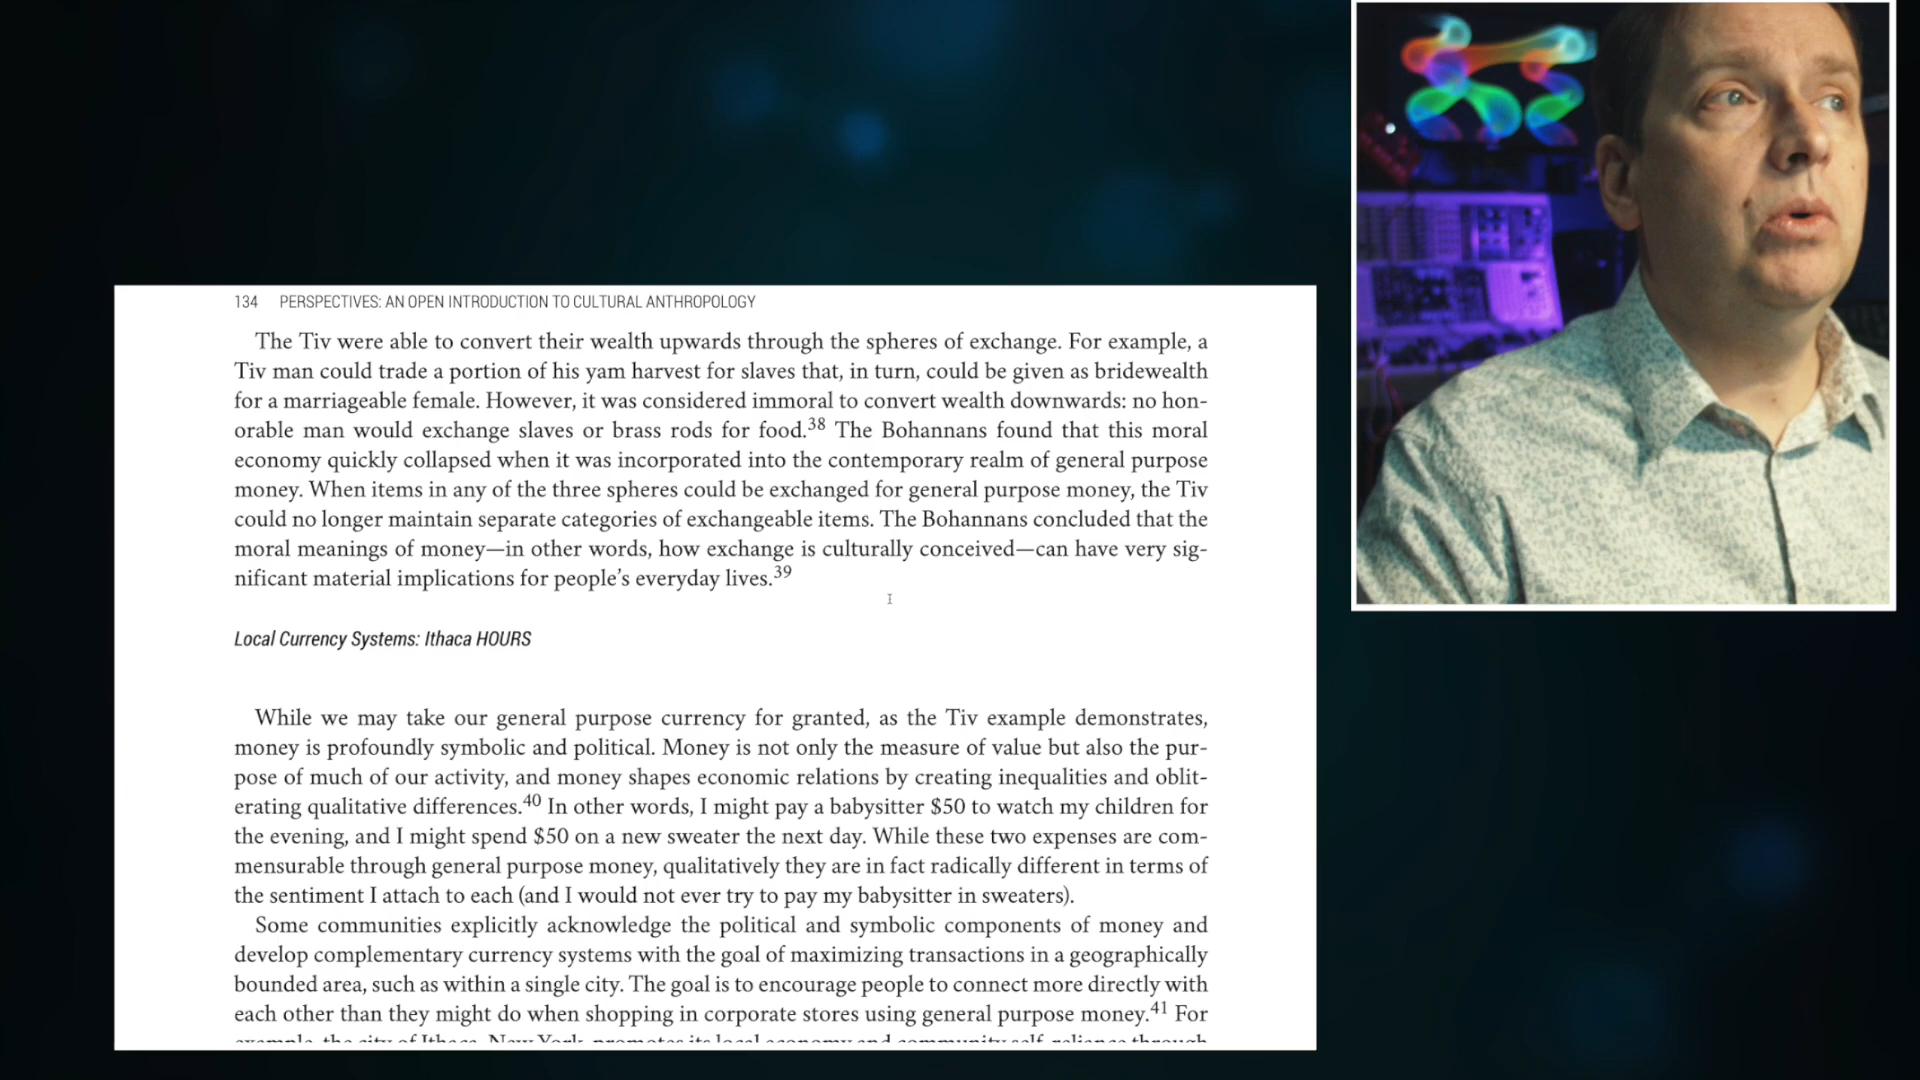 134 PERSPECTIVES: AN OPEN INTRODUCTION TO CULTURAL ANTHROPOLOGY
The Tiv were able to convert their wealth upwards through the spheres of exchange. For example, a
Tiv man could trade a portion of his yam harvest for slaves that, in turn, could be given as bridewealth
for a marriageable female. However, it was considered immoral to convert wealth downwards: no hon-
orable man would exchange slaves or brass rods for food.38 The Bohannans found that this moral
economy quickly collapsed when it was incorporated into the contemporary realm of general purpose
money. When items in any of the three spheres could be exchanged for general purpose money, the Tiv
could no longer maintain separate categories of exchangeable items. The Bohannans concluded that the
moral meanings of money—in other words, how exchange is culturally conceived—can have very sig-
nificant material implications for people's everyday lives.39
Local Currency Systems: Ithaca HOURS
While we may take our general purpose currency for granted, as the Tiv example demonstrates,
money is profoundly symbolic and political. Money is not only the measure of value but also the pur-
pose of much of our activity, and money shapes economic relations by creating inequalities and oblit-
erating qualitative differences.40 In other words, I might pay a babysitter $50 to watch my children for
the evening, and I might spend $50 on a new sweater the next day. While these two expenses are com-
mensurable through general purpose money, qualitatively they are in fact radically different in terms of
the sentiment I attach to each (and I would not ever try to pay my babysitter in sweaters).
Some communities explicitly acknowledge the political and symbolic components of money and
develop complementary currency systems with the goal of maximizing transactions in a geographically
bounded area, such as within a single city. The goal is to encourage people to connect more directly with
each other than they might do when shopping in corporate stores using general purpose money.41 For
example, the city of Ithaca, New York, promotes its local economy and community self-reliance through